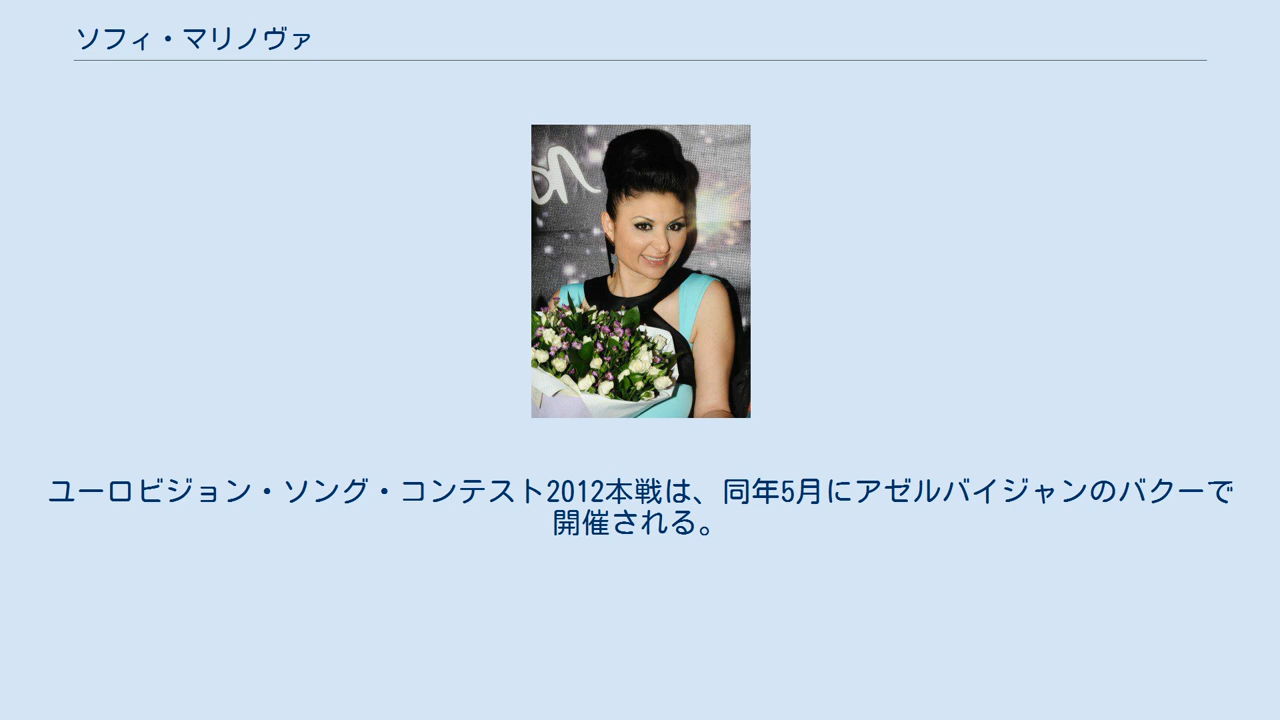 ソフィ・マリノヴァ
ユーロビジョン・ソング・コンテスト2012本戦は、同年5月にアゼルバイジャンのバクーで
開催される。